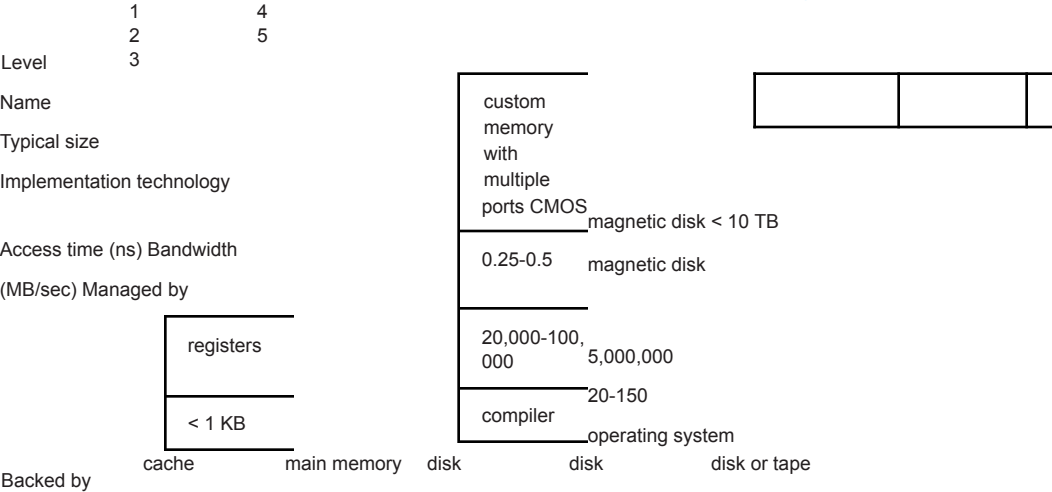 1 4
2 5
Level 3
Name
Typical size
Implementation technology
Access time (ns) Bandwidth
(MB/sec) Managed by
registers
< 1 KB
custom
memory
with
multiple
ports CMOS
0.25-0.5
20,000-100,
000
compiler
magnetic disk < 10 TB
magnetic disk
5,000,000
20-150
operating system
cache main memory disk disk disk or tape
Backed by